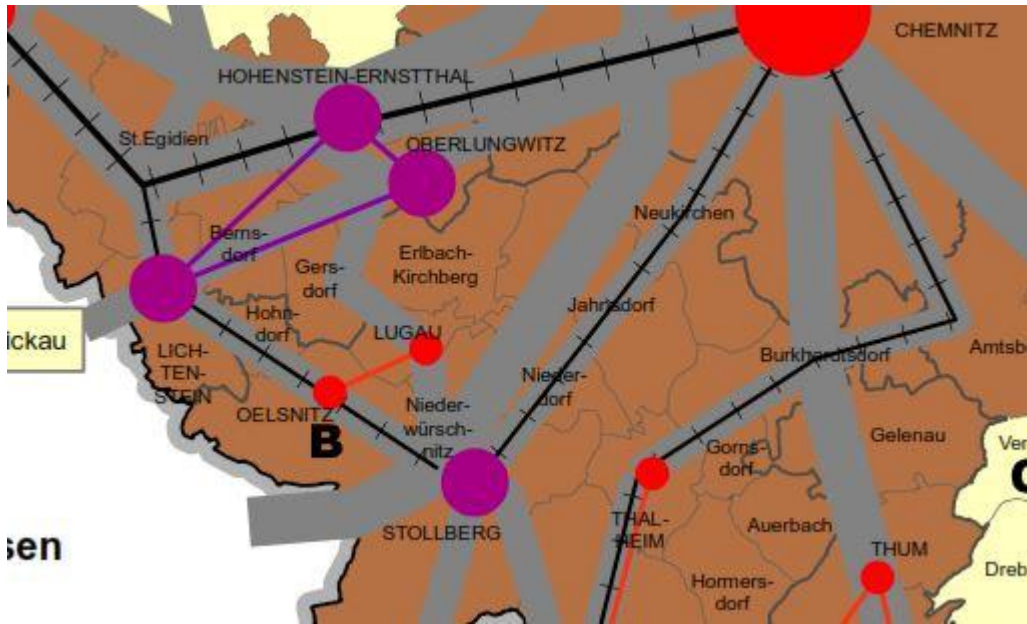 CHEMNITZ
HOHENSTEIN-ERNSTTHAL
St.Egidien
OBERLUNGWITZ
Neukirchen
Berns-
dorf
Erlbach-
Kirchberg
Gers-
dorf
Hohn-
dorf
Jahnsdorf
ickau
LUGAU
Burkhardtsdorf
Amtsb
LICH-
TEN-
STEIN
Nieder-
dorf
OELSNITZ
B
Nieder-
würsch-
nitz
Gelenau
Gorns-
dorf
Ver
STOLLBERG
THAL-
HEIM
Auerbach
sen
THUM
Dreb
Hormers-
dorf